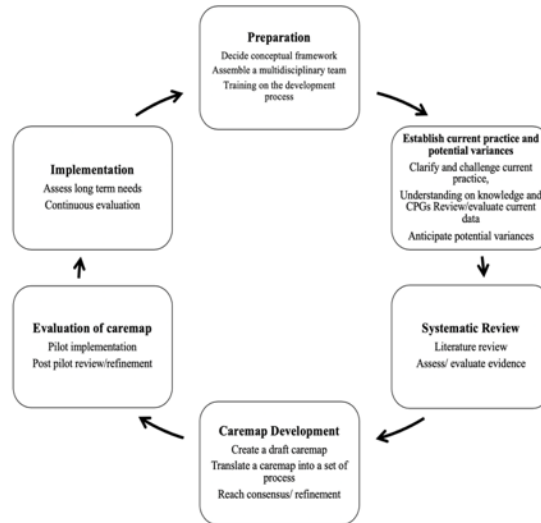 Preparation
Decide conceptual framework
Assemble a multidisciplinary team
Training on the development
process
Establish current practice and
potential variances
Clarify and challenge current
practice,
Understanding on knowledge and
CPGs Review/evaluate current
data
Anticipate potential variances
Systematic Review
Literature review
Assess/ evaluate evidence
Caremap Development
Create a draft caremap
Translate a caremap into a set of
process
Reach consensus/ refinement
Evaluation of caremap
Pilot implementation
Post pilot review/refinement
Implementation
Assess long term needs
Continuous evaluation